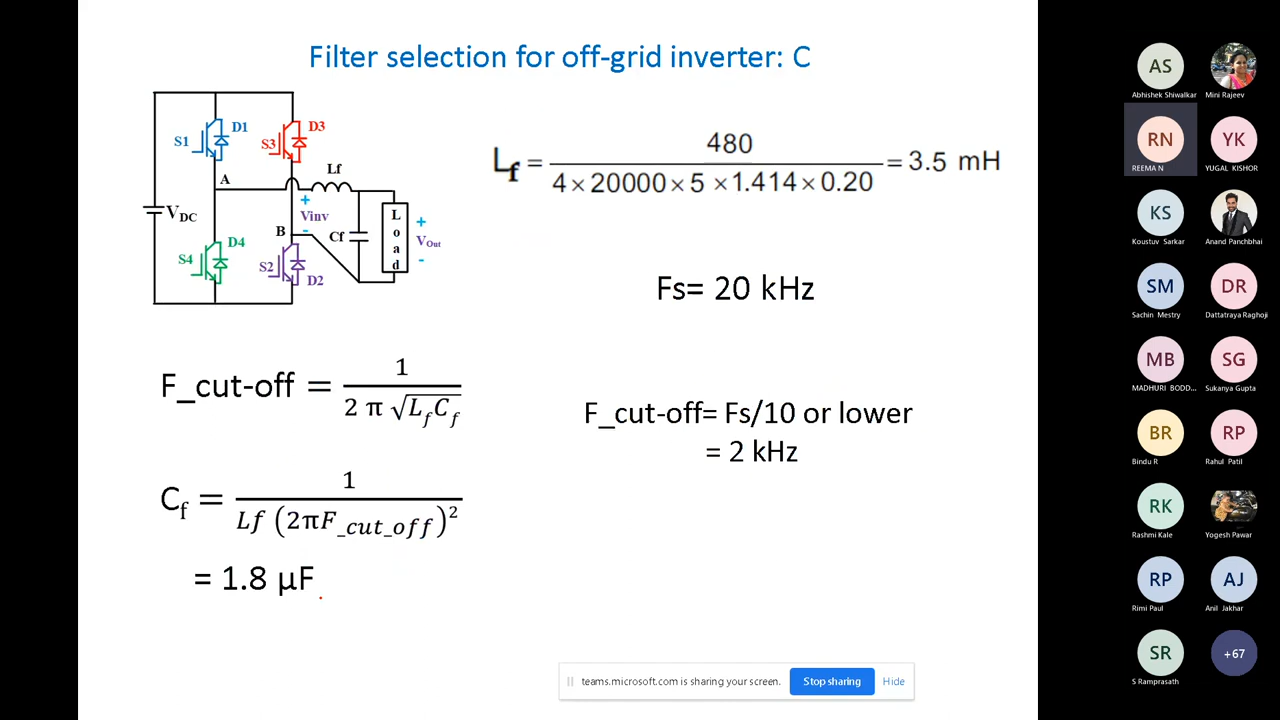 Filter selection for off-grid inverter: C
S1
D1
S3
D3
A
Lf
V_DC
+
Vinv
-
B
Cf
L
o
a
d
+
V_Out
-
S4
D4
S2
D2
L_f = 480 / (4×20000×5×1.414×0.20) = 3.5 mH
Fs= 20 kHz
F_cut-off = 1 / (2 π √(L_f C_f))
F_cut-off= Fs/10 or lower
= 2 kHz
C_f = 1 / (Lf (2πF_cut_off)^2)
= 1.8 µF
teams.microsoft.com is sharing your screen.
Stop sharing
Hide
AS
Abhishek Shiwalkar
Mini Rajeev
RN
REEMA N
YK
YUGAL KISHOR
KS
Koustuv Sarkar
Anand Panchbhai
SM
Sachin Mestry
DR
Dattatraya Raghoji
MB
MADHURI BODD...
SG
Sukanya Gupta
BR
Bindu R
RP
Rahul Patil
RK
Rashmi Kale
Yogesh Pawar
RP
Rimi Paul
AJ
Anil Jakhar
SR
S Ramprasath
+67